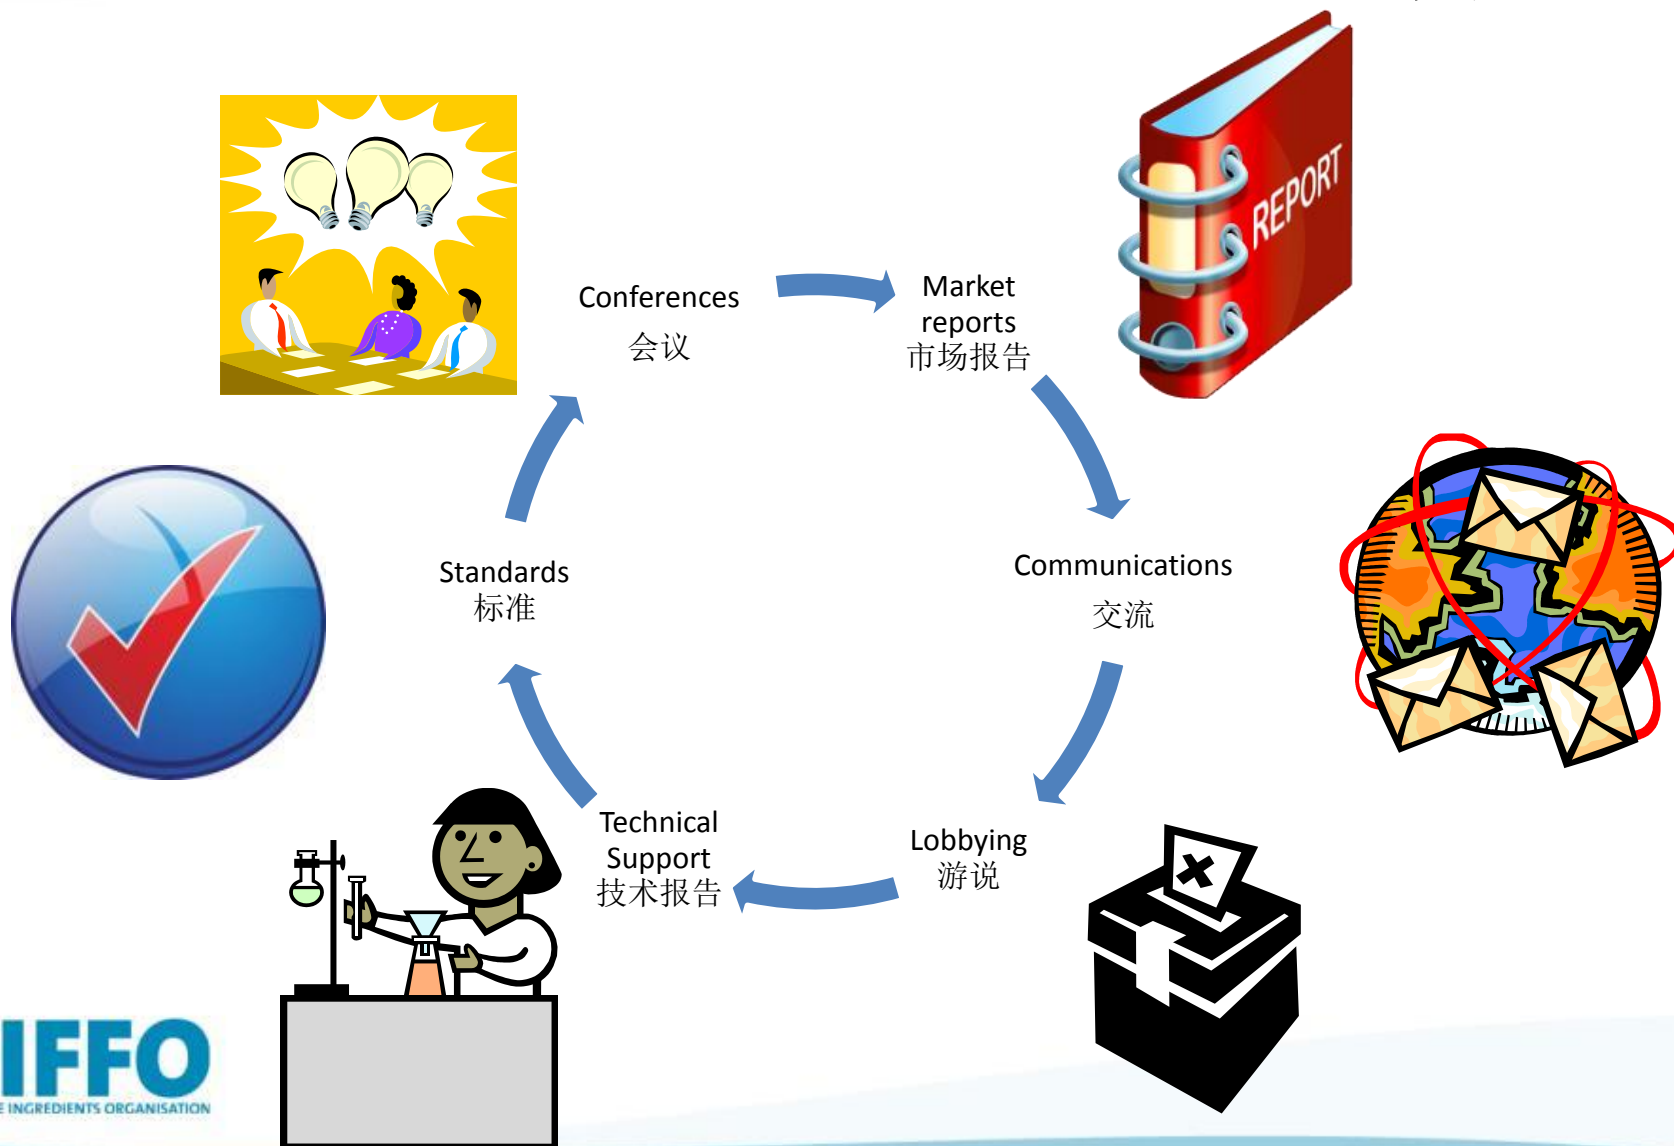 REPORT
Conferences
会议
Market
reports
市场报告
Communications
交流
Lobbying
游说
Technical
Support
技术报告
Standards
标准
IFFO
INGREDIENTS ORGANISATION